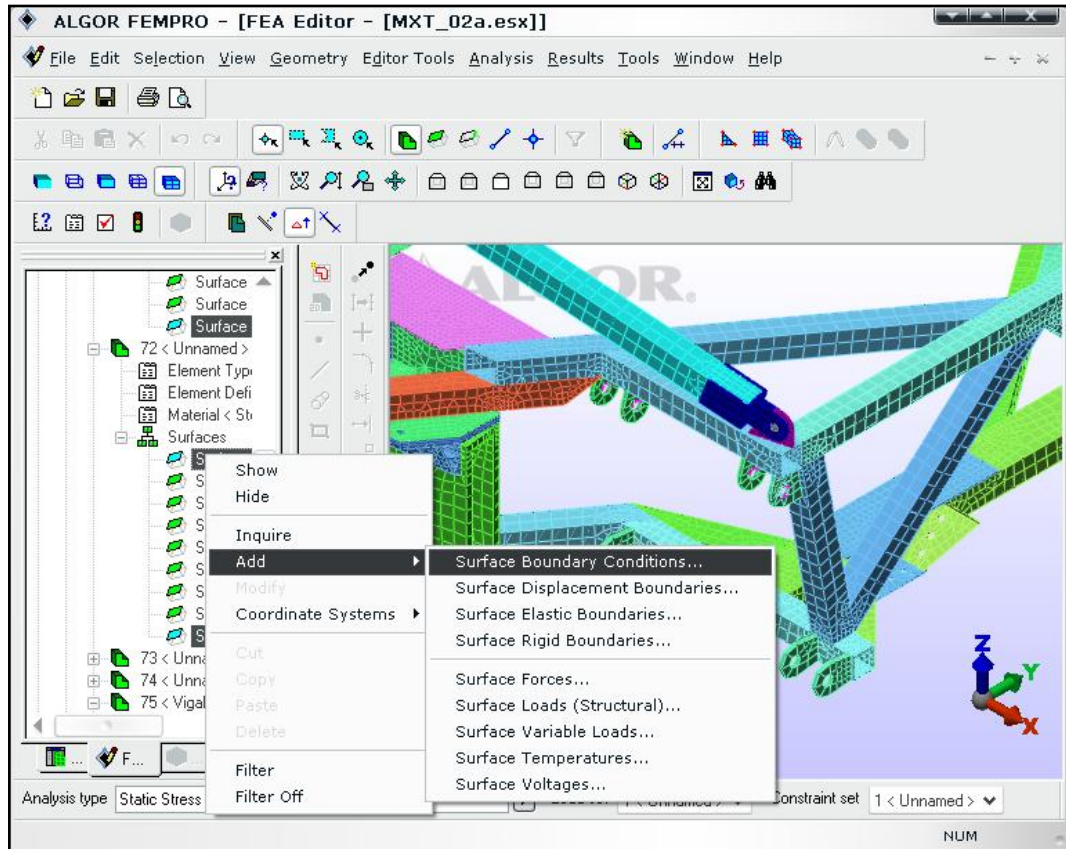 ALGOR FEMPRO - [FEA Editor - [MXT_02a.esx]]
File Edit Selection View Geometry Editor Tools Analysis Results Tools Window Help
ALGOR
Surface
Surface
Surface
72 < Unnamed >
Element Type
Element Defi
Material < St
Surfaces
S
S
S
S
S
S
S
S
S
73 < Unna
74 < Unna
75 < Vigal
Show
Hide
Inquire
Add
Modify
Coordinate Systems
Cut
Copy
Paste
Delete
Filter
Filter Off
Surface Boundary Conditions...
Surface Displacement Boundaries...
Surface Elastic Boundaries...
Surface Rigid Boundaries...
Surface Forces...
Surface Loads (Structural)...
Surface Variable Loads...
Surface Temperatures...
Surface Voltages...
Z
Y
X
... F... ...
Analysis type Static Stress 1 < Unnamed > Constraint set 1 < Unnamed >
NUM